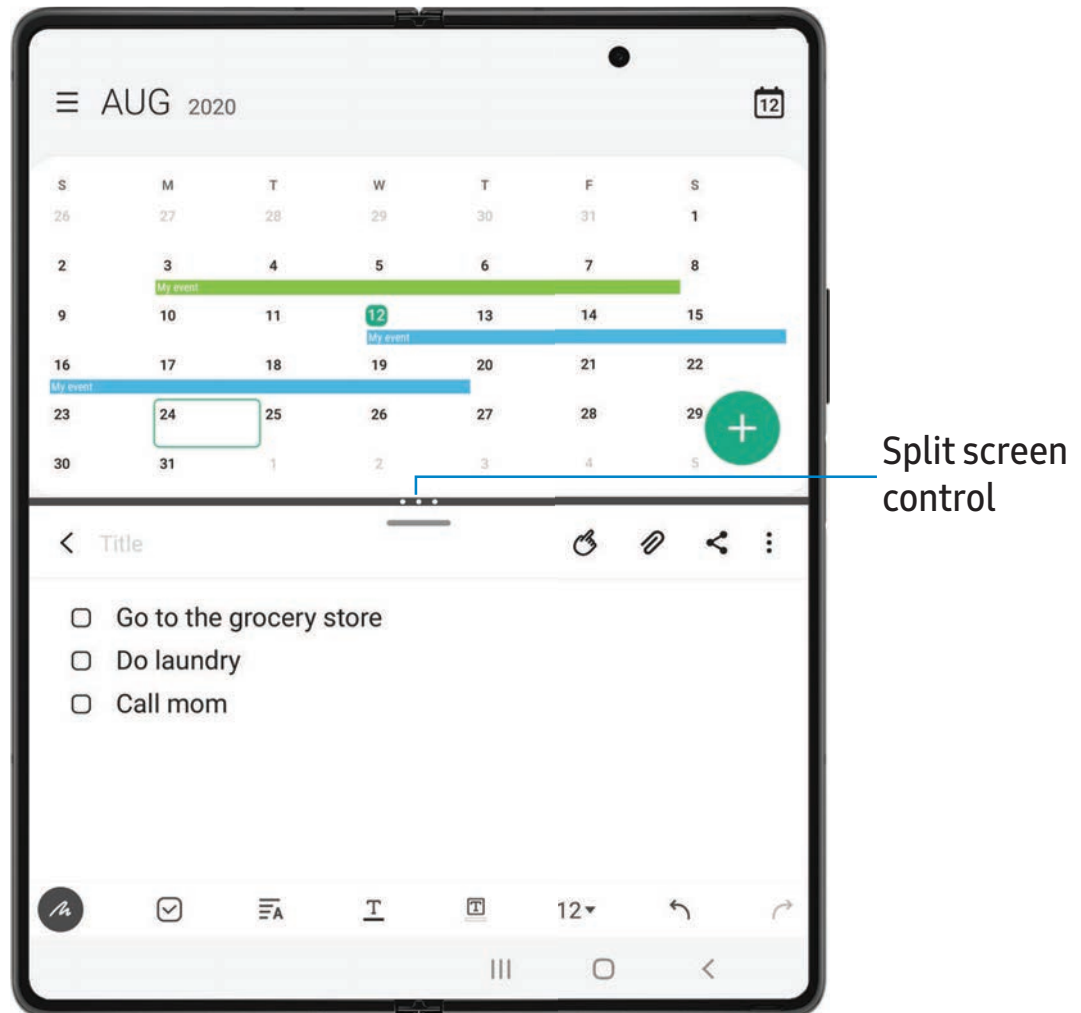 AUG 2020
12
S M T W T F S
26 27 28 29 30 31 1
2 3 4 5 6 7 8
My event
9 10 11 12 13 14 15
My event
16 17 18 19 20 21 22
My event
23 24 25 26 27 28 29
30 31 1 2 3 4 5
Split screen
control
Title
Go to the grocery store
Do laundry
Call mom
A T T 12